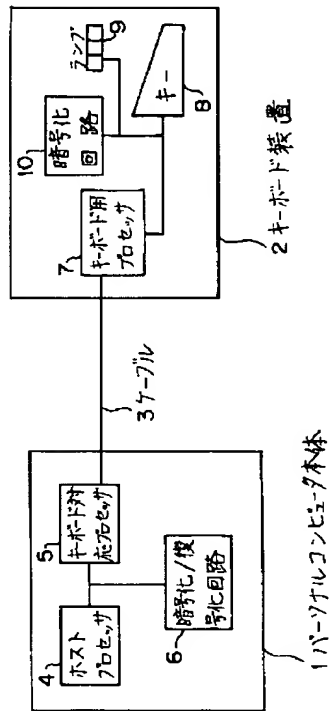 4
ホスト
プロセッサ
5
キーボード対
応プロセッサ
6
暗号化/復
号化回路
1 パーソナルコンピュータ本体
3 ケーブル
7
キーボード用
プロセッサ
10
暗号化
回路
ランプ
9
キー
8
2 キーボード装置